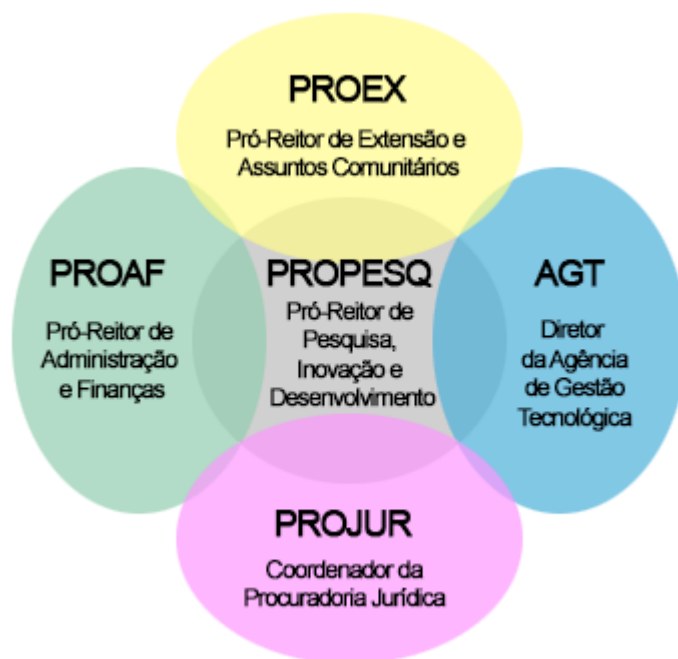 PROEX
Pró-Reitor de Extensão e
Assuntos Comunitários
PROAF
Pró-Reitor de
Administração
e Finanças
PROPESQ
Pró-Reitor de
Pesquisa,
Inovação e
Desenvolvimento
AGT
Diretor
da Agência
de Gestão
Tecnológica
PROJUR
Coordenador da
Procuradoria Jurídica